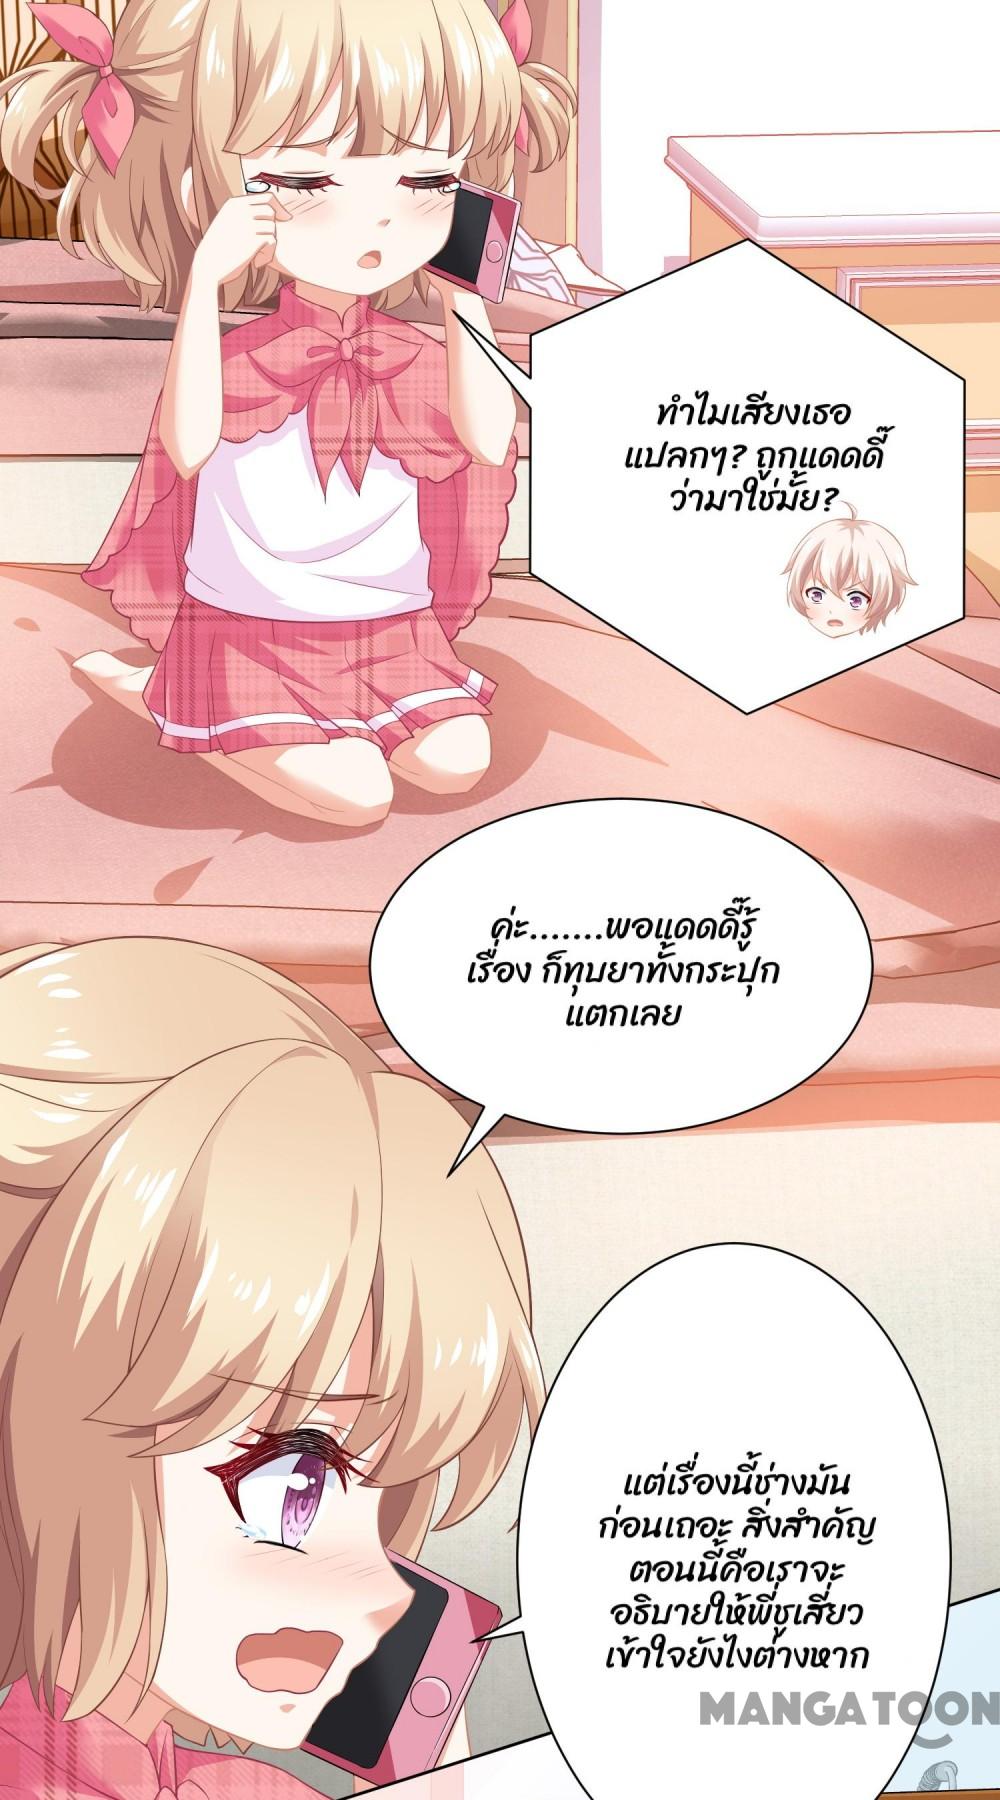 ทำไมเสียงเธอ
แปลกๆ? ถูกแดดดี๊
ว่ามาใช่มั้ย?
ค่ะ.......พอแดดดี๊รู้
เรื่อง ก็ทุบยาทั้งกระปุก
แตกเลย
แต่เรื่องนี้ช่างมัน
ก่อนเถอะ สิ่งสำคัญ
ตอนนี้คือเราจะ
อธิบายให้พี่ชูเสี่ยว
เข้าใจยังไงต่างหาก
MANGATOON